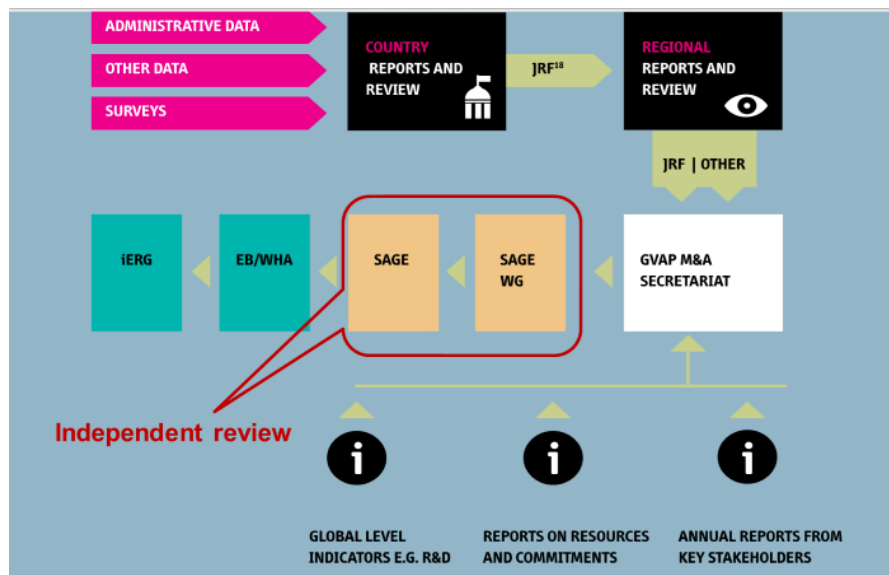 ADMINISTRATIVE DATA
OTHER DATA
SURVEYS
COUNTRY
REPORTS AND
REVIEW
JRF18
REGIONAL
REPORTS AND
REVIEW
JRF | OTHER
iERG
EB/WHA
SAGE
SAGE
WG
GVAP M&A
SECRETARIAT
Independent review
i
i
i
GLOBAL LEVEL
INDICATORS E.G. R&D
REPORTS ON RESOURCES
AND COMMITMENTS
ANNUAL REPORTS FROM
KEY STAKEHOLDERS